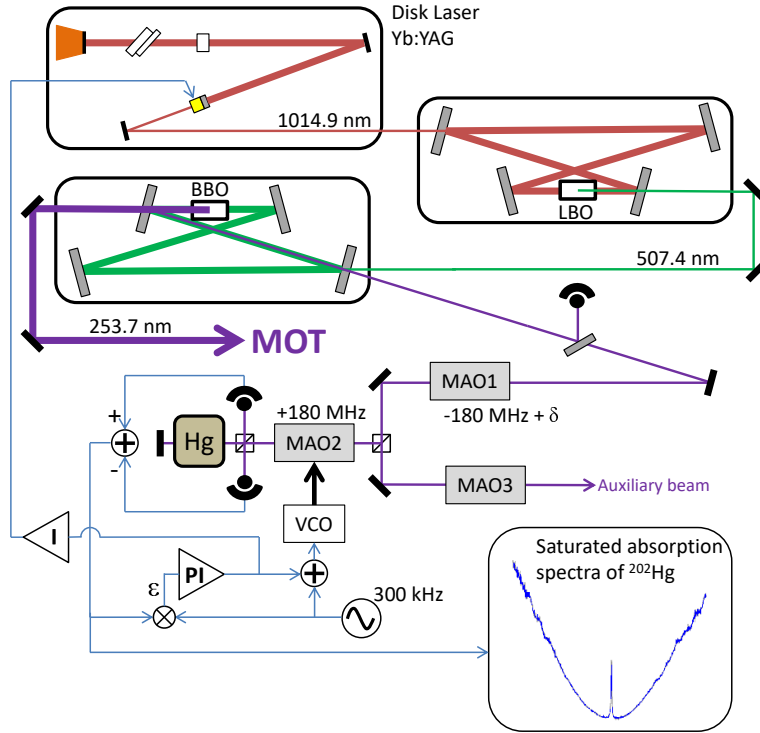 Disk Laser
Yb:YAG
1014.9 nm
BBO
LBO
507.4 nm
253.7 nm
MOT
MAO1
-180 MHz + δ
+180 MHz
+
Hg
MAO2
-
MAO3
Auxiliary beam
VCO
I
PI
ε
300 kHz
Saturated absorption
spectra of ²⁰²Hg